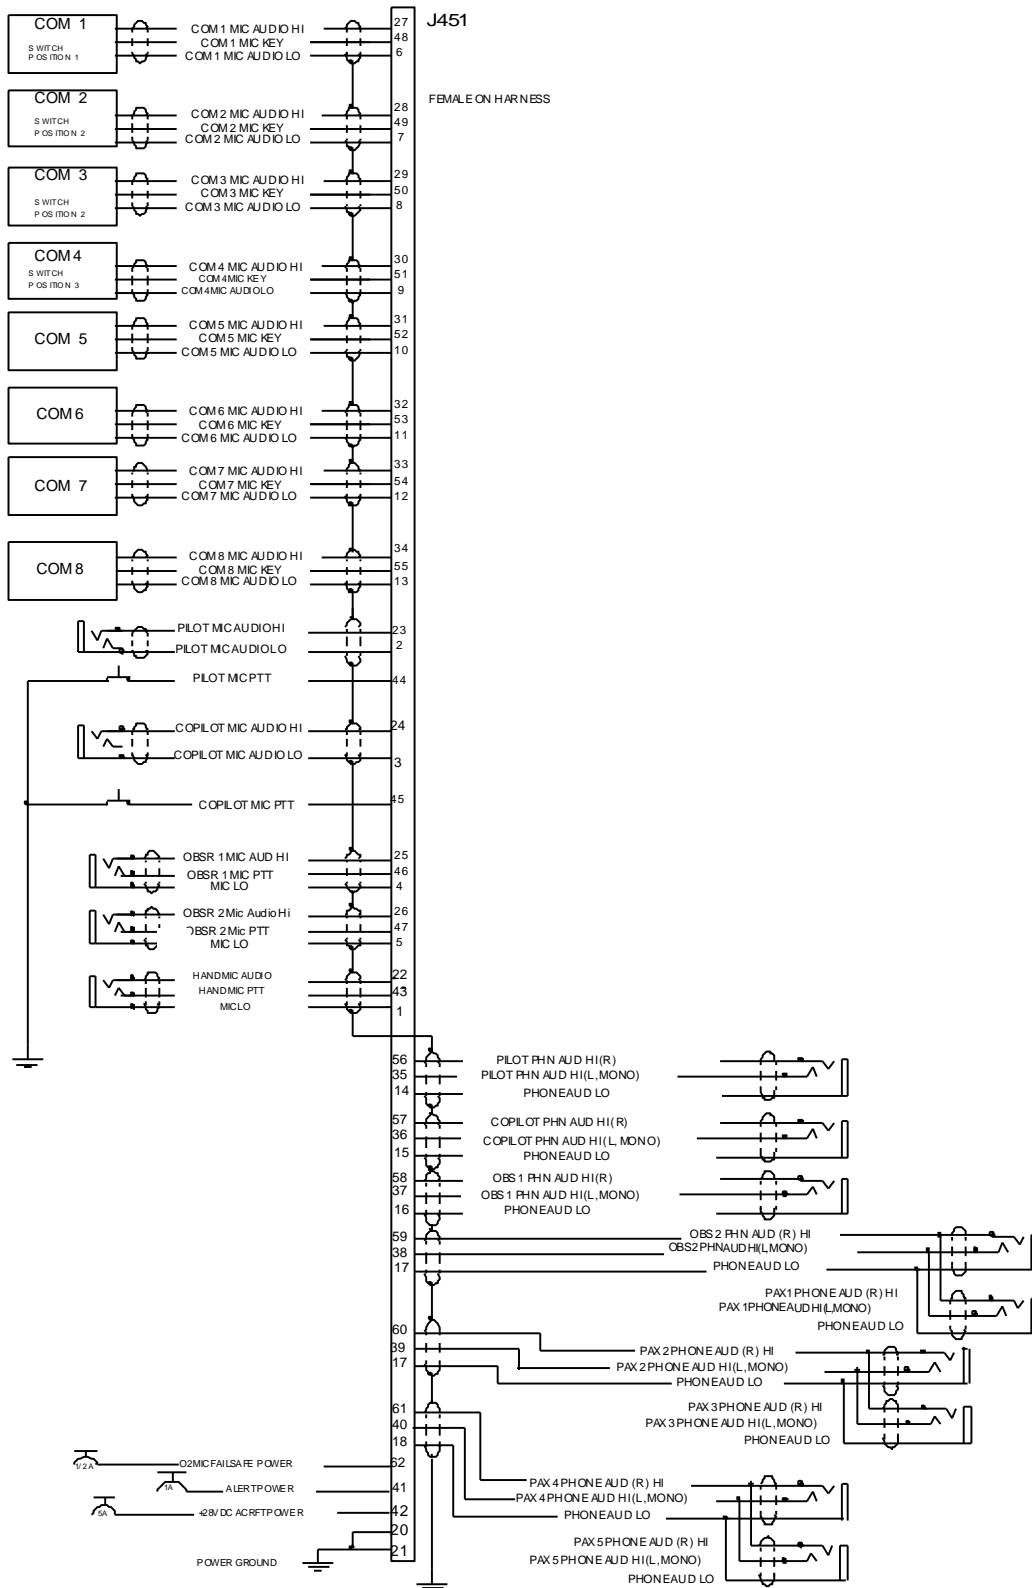 J451
FEMALE ON HARNESS
COM 1
SWITCH
POSITION 1
COM 1 MIC AUDIO HI 27
COM 1 MIC KEY 48
COM 1 MIC AUDIO LO 6
COM 2
SWITCH
POSITION 2
COM 2 MIC AUDIO HI 28
COM 2 MIC KEY 49
COM 2 MIC AUDIO LO 7
COM 3
SWITCH
POSITION 2
COM 3 MIC AUDIO HI 29
COM 3 MIC KEY 50
COM 3 MIC AUDIO LO 8
COM 4
SWITCH
POSITION 3
COM 4 MIC AUDIO HI 30
COM 4 MIC KEY 51
COM 4 MIC AUDIO LO 9
COM 5
COM 5 MIC AUDIO HI 31
COM 5 MIC KEY 52
COM 5 MIC AUDIO LO 10
COM 6
COM 6 MIC AUDIO HI 32
COM 6 MIC KEY 53
COM 6 MIC AUDIO LO 11
COM 7
COM 7 MIC AUDIO HI 33
COM 7 MIC KEY 54
COM 7 MIC AUDIO LO 12
COM 8
COM 8 MIC AUDIO HI 34
COM 8 MIC KEY 55
COM 8 MIC AUDIO LO 13
PILOT MIC AUDIO HI 23
PILOT MIC AUDIO LO 2
PILOT MIC PTT 44
COPILOT MIC AUDIO HI 24
COPILOT MIC AUDIO LO 3
COPILOT MIC PTT 45
OBSR 1 MIC AUD HI 25
OBSR 1 MIC PTT 46
MIC LO 4
OBSR 2 Mic Audio Hi 26
OBSR 2 Mic PTT 47
MIC LO 5
HAND MIC AUDIO 22
HAND MIC PTT 43
MIC LO 1
56 PILOT PHN AUD HI (R)
35 PILOT PHN AUD HI (L, MONO)
14 PHONE AUD LO
57 COPILOT PHN AUD HI (R)
36 COPILOT PHN AUD HI (L, MONO)
15 PHONE AUD LO
58 OBS 1 PHN AUD HI (R)
37 OBS 1 PHN AUD HI (L, MONO)
16 PHONE AUD LO
59 OBS 2 PHN AUD (R) HI
38 OBS 2 PHN AUD HI (L, MONO)
17 PHONE AUD LO
PAX 1 PHONE AUD (R) HI
PAX 1 PHONE AUD HI (L, MONO)
PHONE AUD LO
60 PAX 2 PHONE AUD (R) HI
39 PAX 2 PHONE AUD HI (L, MONO)
17 PHONE AUD LO
PAX 3 PHONE AUD (R) HI
PAX 3 PHONE AUD HI (L, MONO)
PHONE AUD LO
61 PAX 4 PHONE AUD (R) HI
40 PAX 4 PHONE AUD HI (L, MONO)
18 PHONE AUD LO
PAX 5 PHONE AUD (R) HI
PAX 5 PHONE AUD HI (L, MONO)
PHONE AUD LO
1/2A O2 MIC FAILSAFE POWER 62
1A ALERT POWER 41
5A +28V DC ACRFT POWER 42
20
POWER GROUND 21